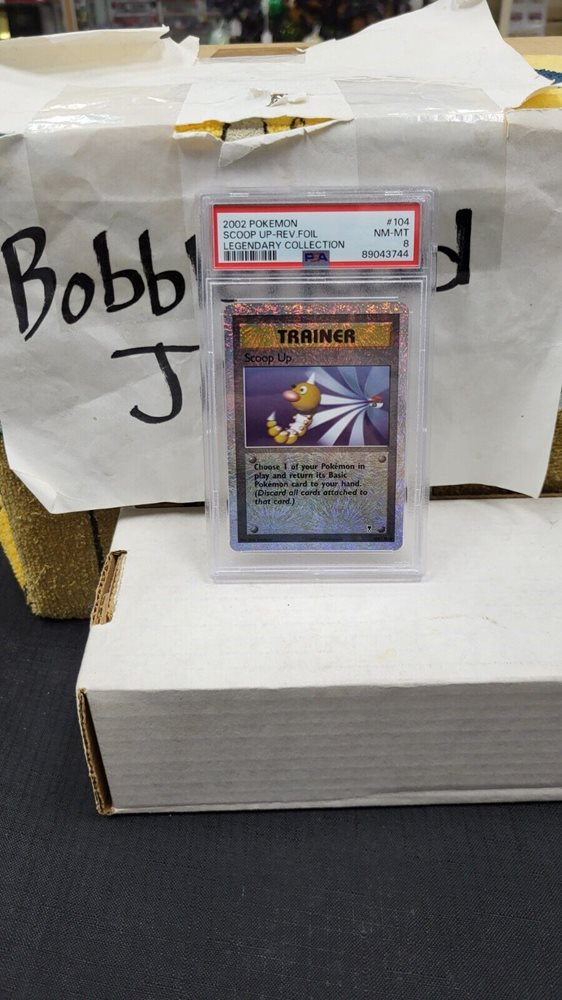 Bobb
d
J
2002 POKEMON #104
SCOOP UP-REV.FOIL NM-MT
LEGENDARY COLLECTION 8
PSA 89043744
TRAINER
Scoop Up
Choose 1 of your Pokémon in
play and return its Basic
Pokémon card to your hand.
(Discard all cards attached to
that card.)